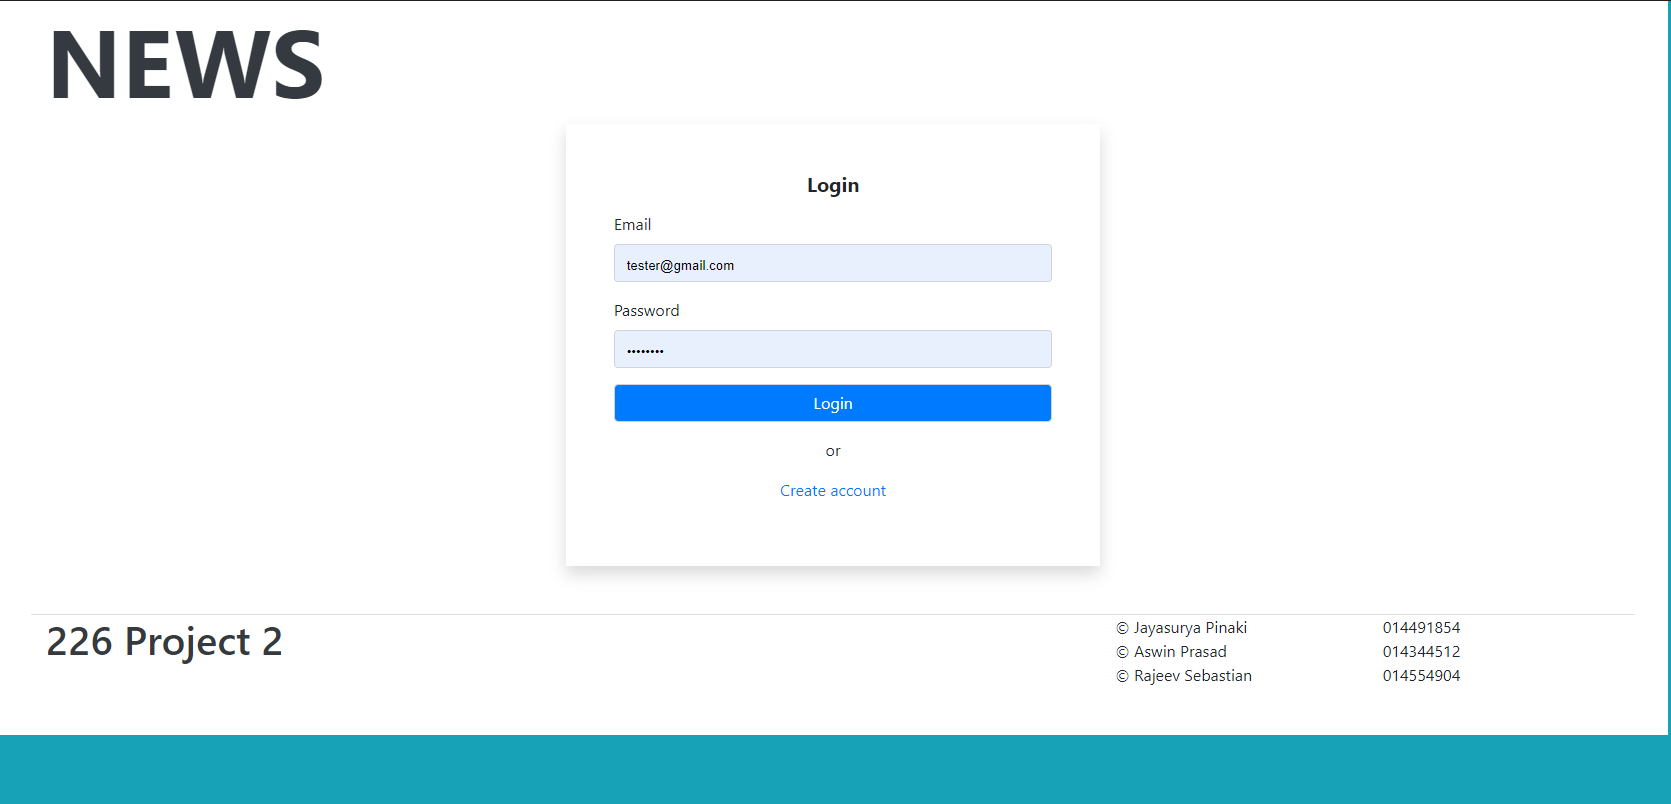 NEWS
Login
Email
tester@gmail.com
Password
••••••••
Login
or
Create account
226 Project 2
© Jayasurya Pinaki 014491854
© Aswin Prasad 014344512
© Rajeev Sebastian 014554904